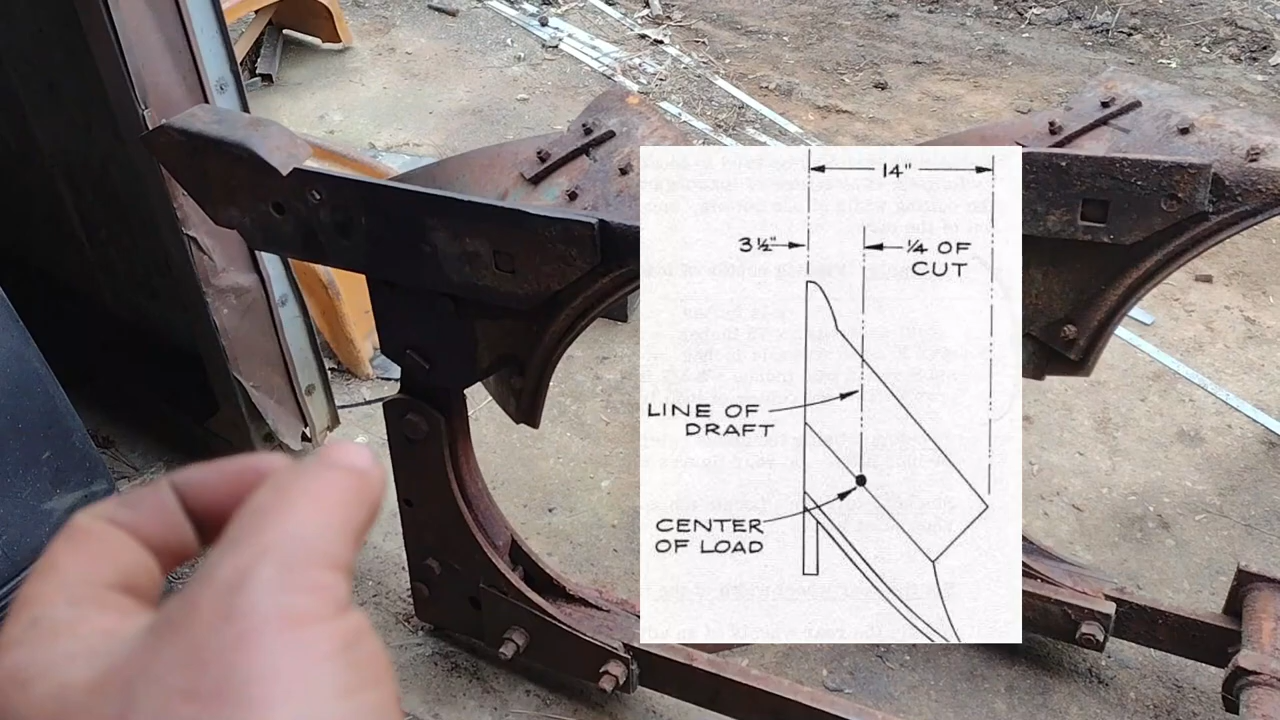 14"
3½"
¼ OF
CUT
LINE OF
DRAFT
CENTER
OF LOAD